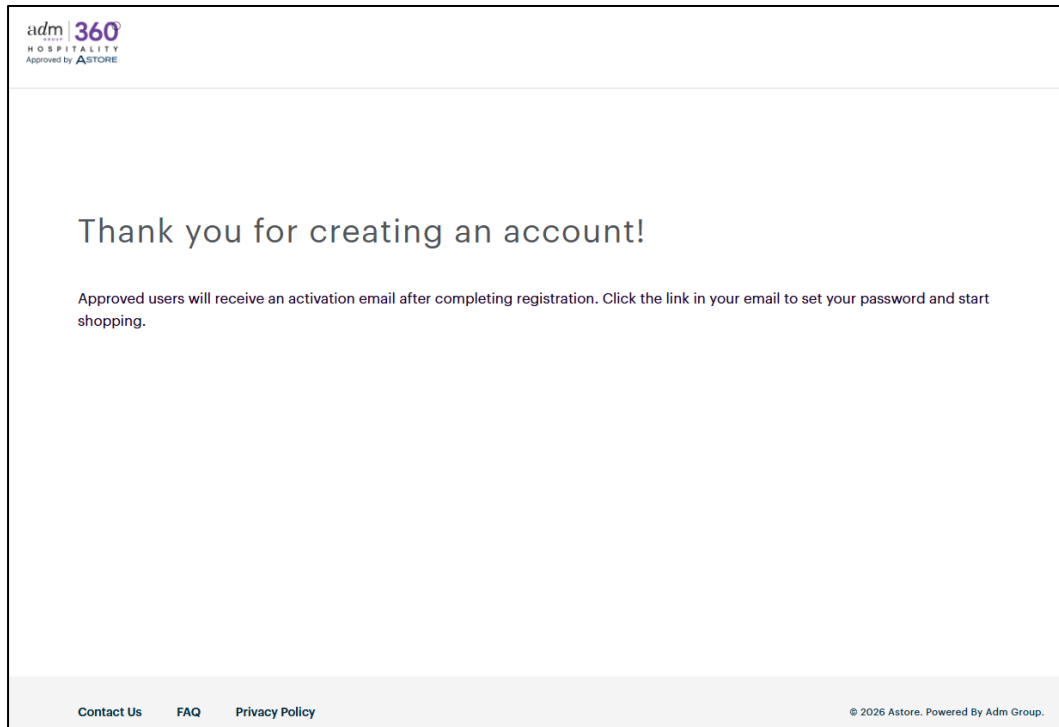 adm 360°
GROUP
HOSPITALITY
Approved by ASTORE
Thank you for creating an account!
Approved users will receive an activation email after completing registration. Click the link in your email to set your password and start
shopping.
Contact Us FAQ Privacy Policy © 2026 Astore. Powered By Adm Group.